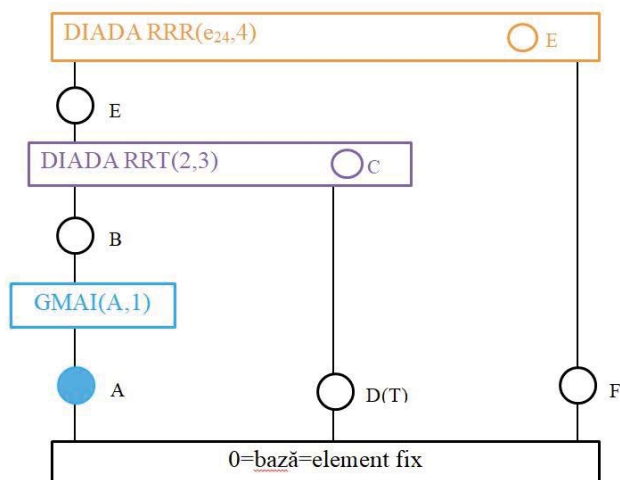 DIADA RRR(e₂₄,4)
E
E
DIADA RRT(2,3)
C
B
GMAI(A,1)
A
D(T)
F
0=bază=element fix